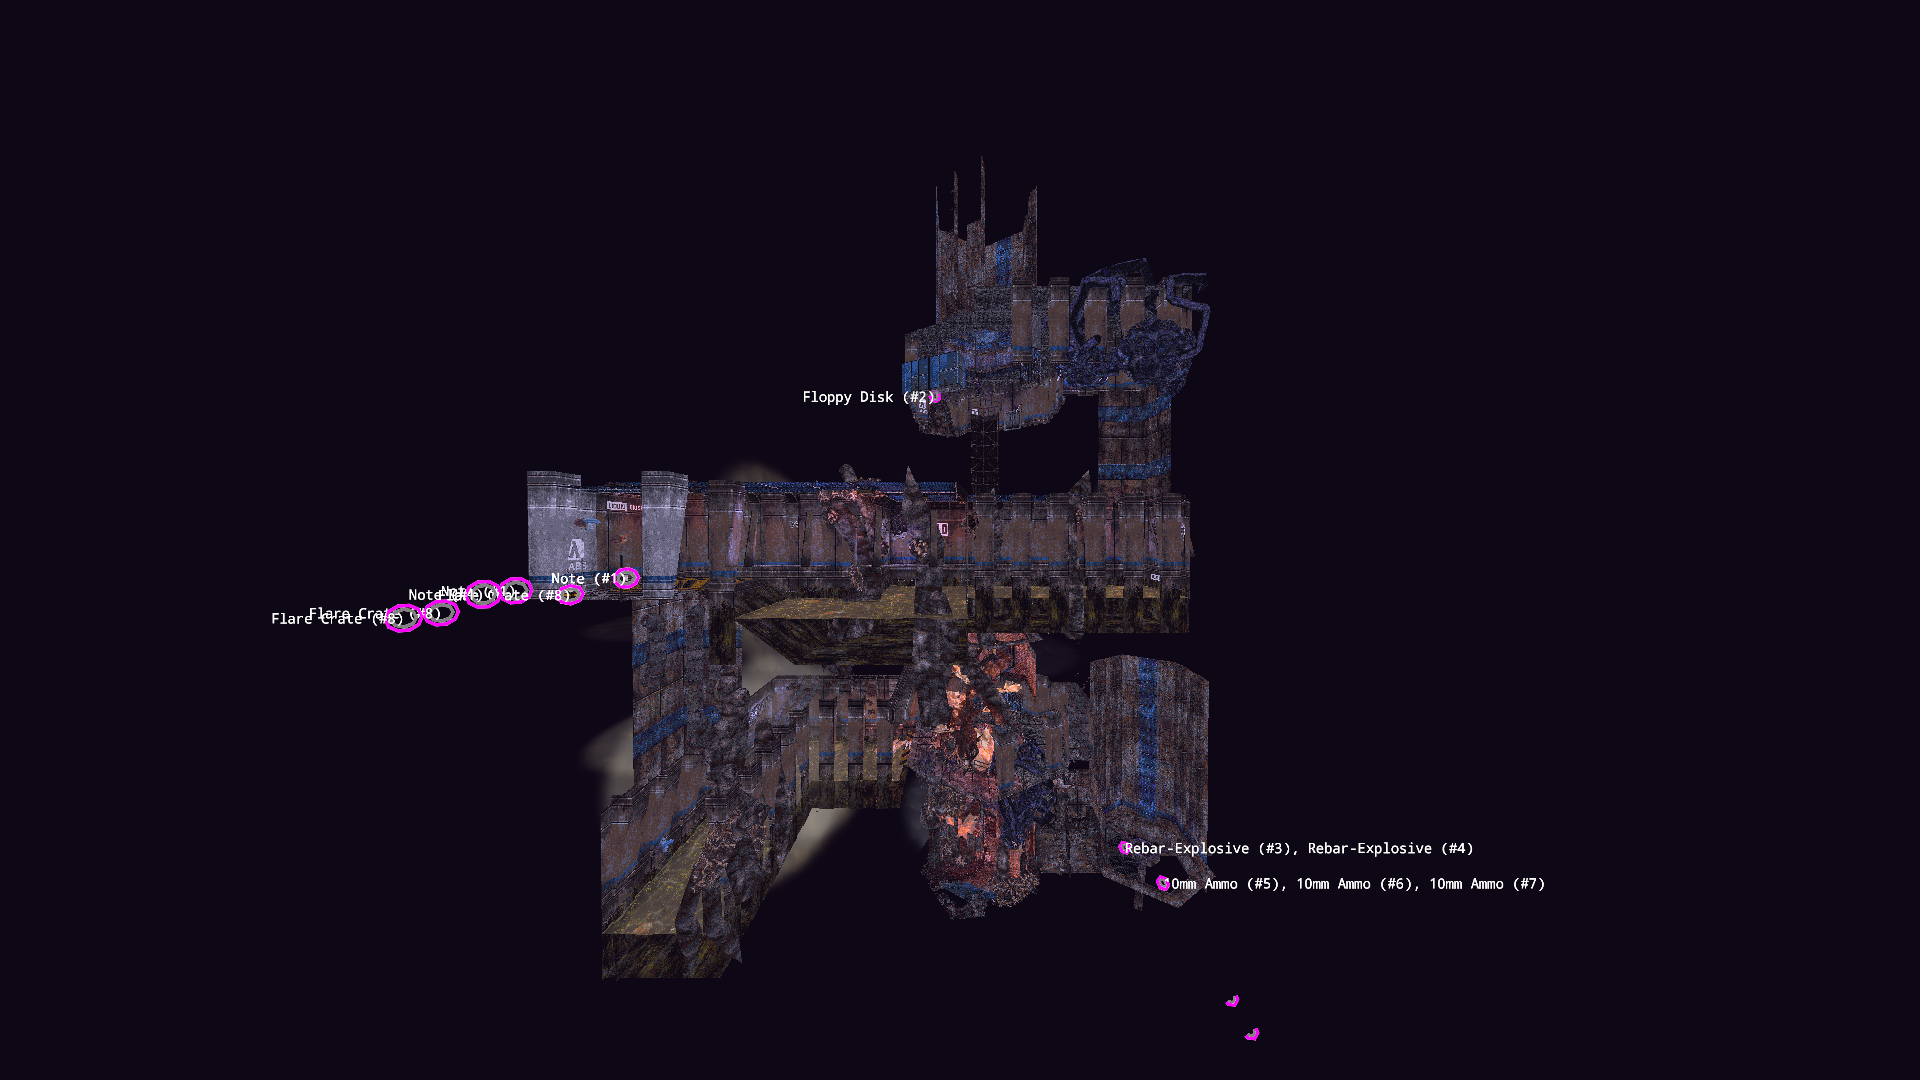 Floppy Disk (#2)
Note (#1)
Flare Crate (#8)
Flare Crate (#8)
Rebar-Explosive (#3), Rebar-Explosive (#4)
10mm Ammo (#5), 10mm Ammo (#6), 10mm Ammo (#7)